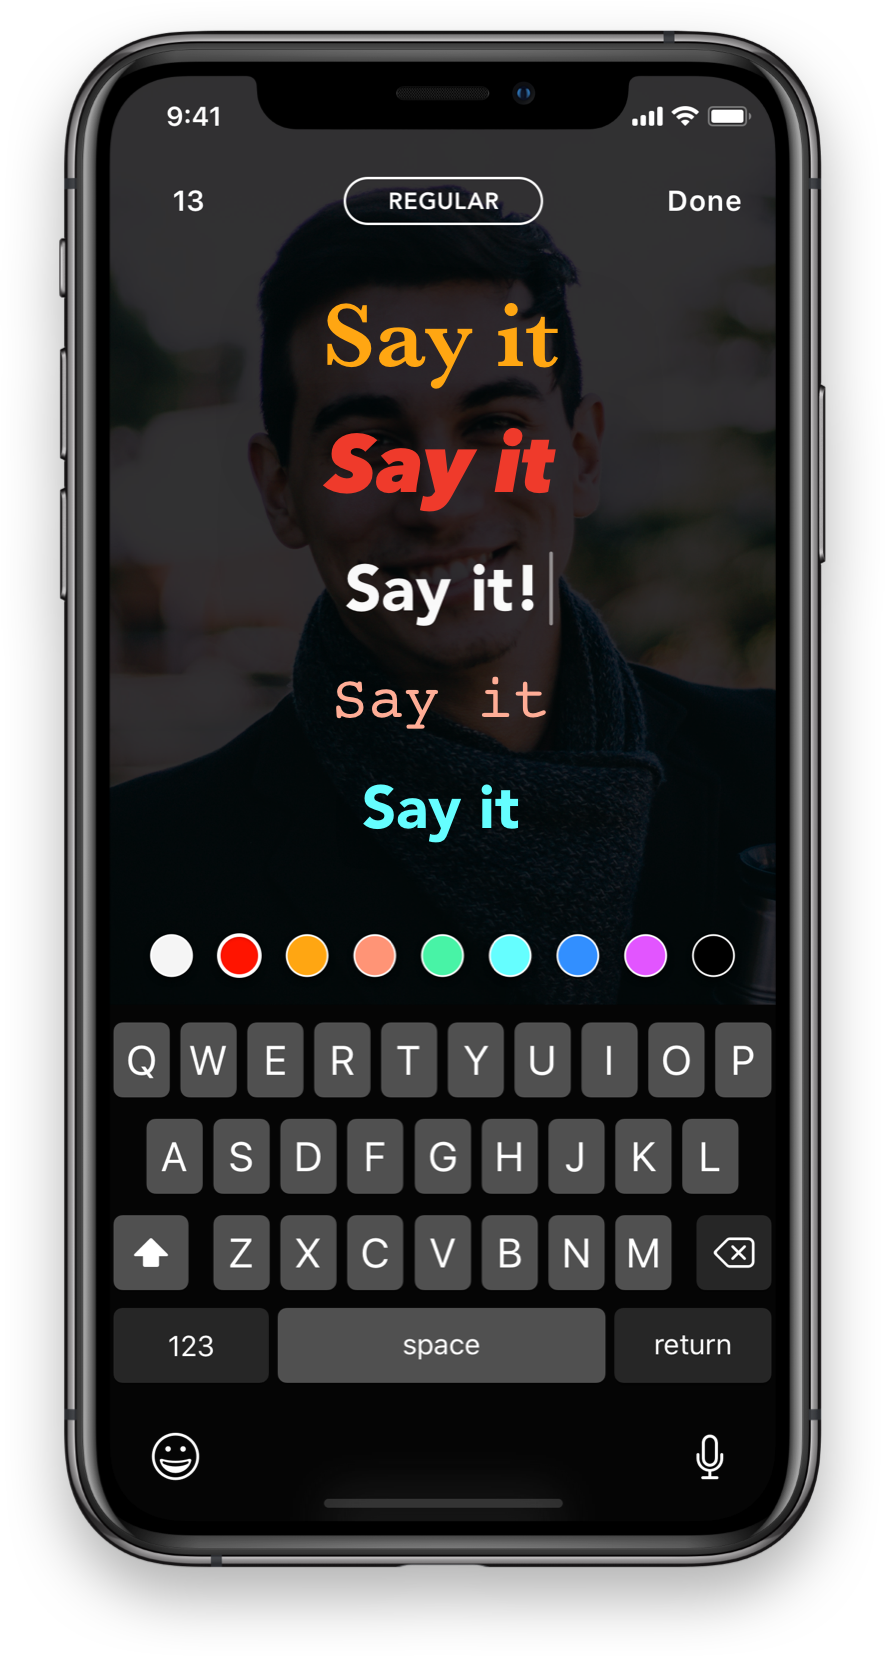 9:41
13 REGULAR Done
Say it
Say it
Say it!
Say it
Say it
Q W E R T Y U I O P
A S D F G H J K L
Z X C V B N M
123 space return